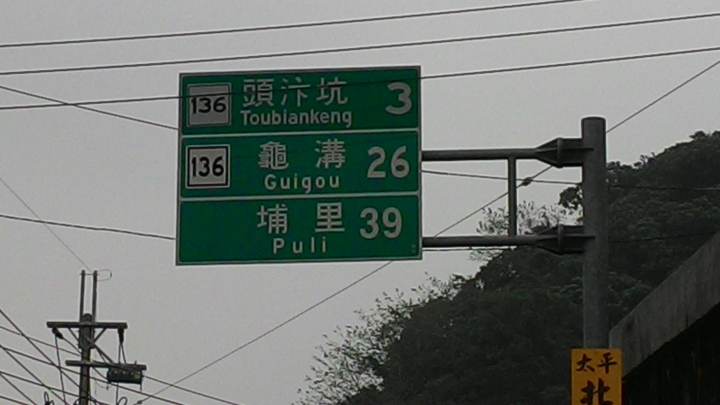 136 頭汴坑 3
Toubiankeng
136 龜溝 26
Guigou
埔里 39
Puli
太平
北